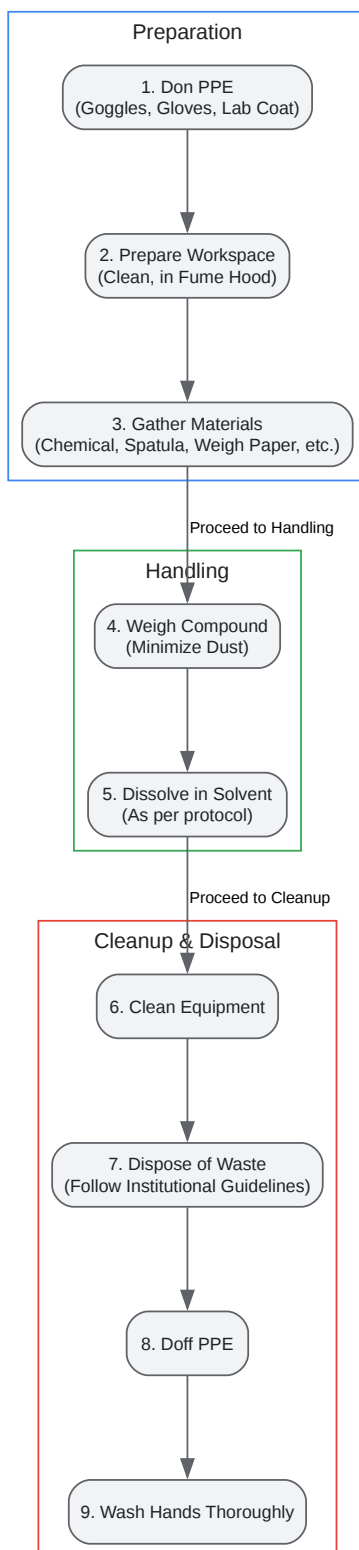 Preparation
1. Don PPE
(Goggles, Gloves, Lab Coat)
2. Prepare Workspace
(Clean, in Fume Hood)
3. Gather Materials
(Chemical, Spatula, Weigh Paper, etc.)
Proceed to Handling
Handling
4. Weigh Compound
(Minimize Dust)
5. Dissolve in Solvent
(As per protocol)
Proceed to Cleanup
Cleanup & Disposal
6. Clean Equipment
7. Dispose of Waste
(Follow Institutional Guidelines)
8. Doff PPE
9. Wash Hands Thoroughly